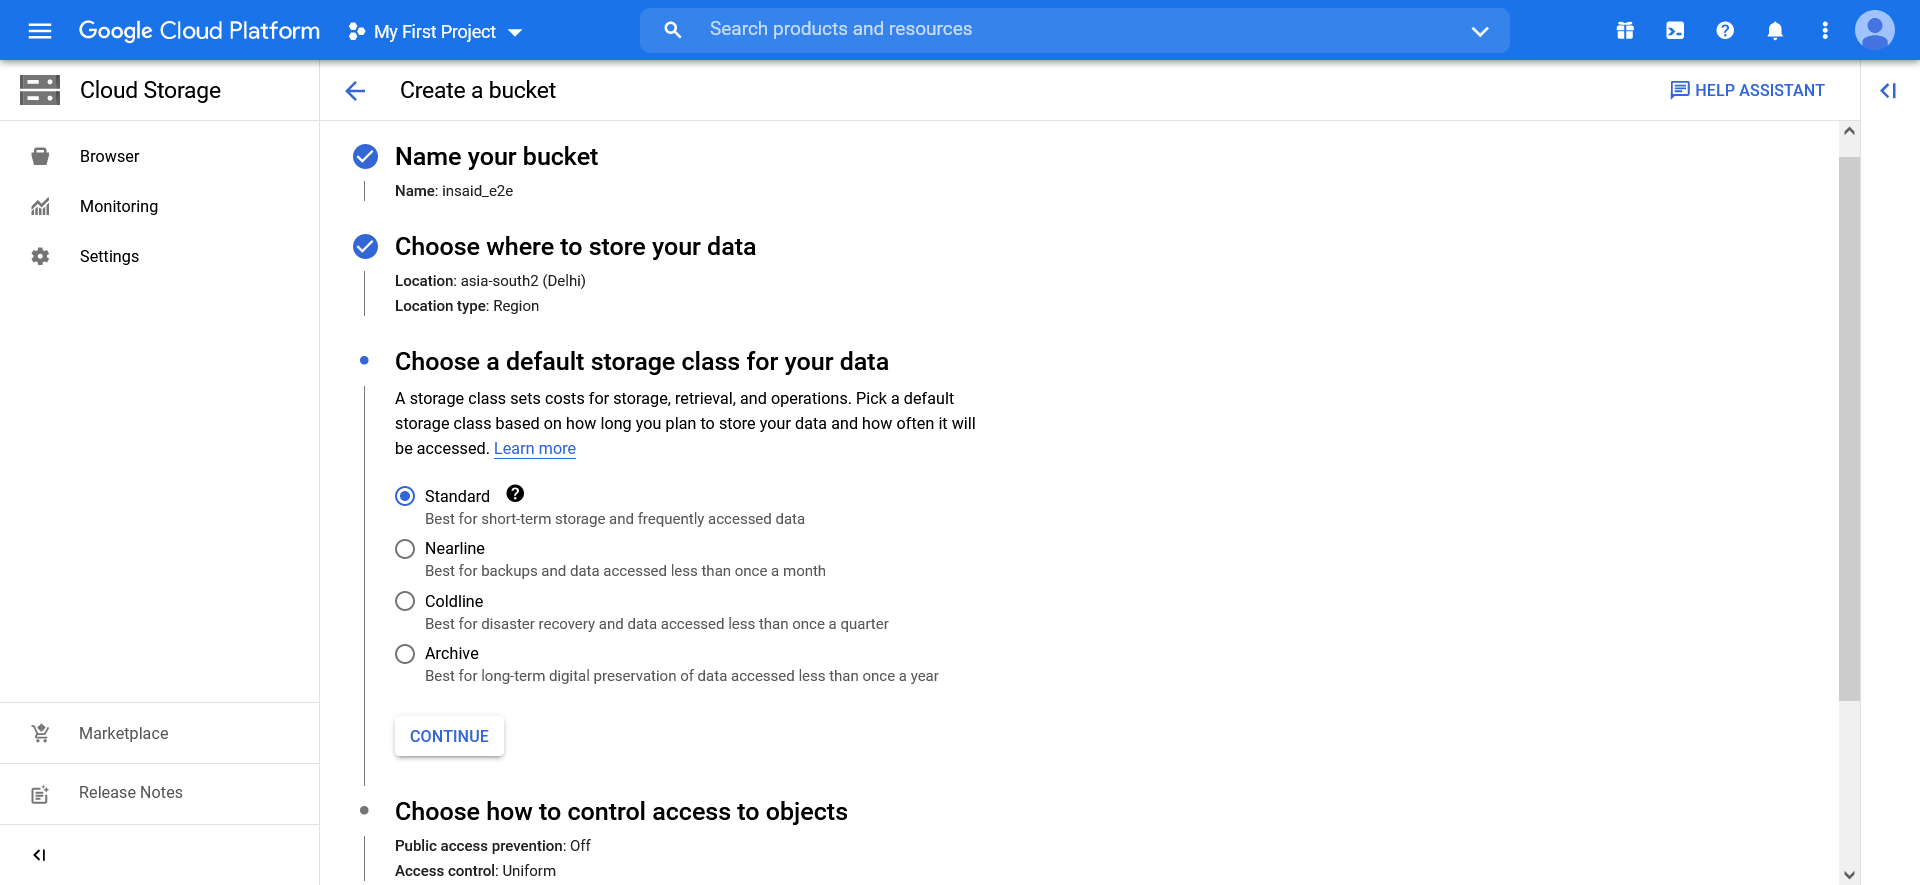 Google Cloud Platform
My First Project
Search products and resources
Cloud Storage
Create a bucket
HELP ASSISTANT
Browser
Monitoring
Settings
Marketplace
Release Notes
Name your bucket
Name: insaid_e2e
Choose where to store your data
Location: asia-south2 (Delhi)
Location type: Region
Choose a default storage class for your data
A storage class sets costs for storage, retrieval, and operations. Pick a default
storage class based on how long you plan to store your data and how often it will
be accessed. Learn more
Standard
Best for short-term storage and frequently accessed data
Nearline
Best for backups and data accessed less than once a month
Coldline
Best for disaster recovery and data accessed less than once a quarter
Archive
Best for long-term digital preservation of data accessed less than once a year
CONTINUE
Choose how to control access to objects
Public access prevention: Off
Access control: Uniform